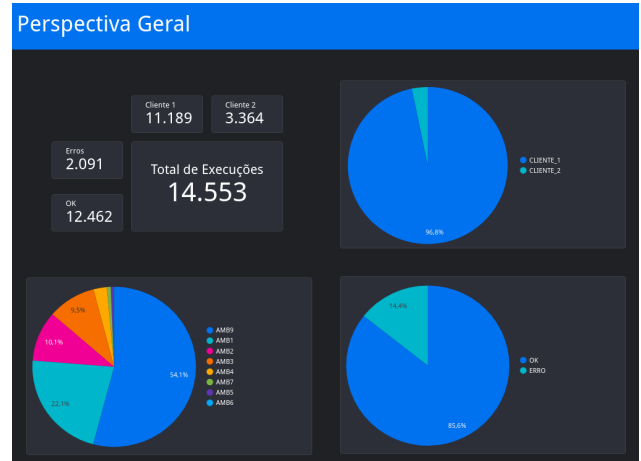 Perspectiva Geral
Cliente 1
11.189
Cliente 2
3.364
Erros
2.091
OK
12.462
Total de Execuções
14.553
96,8%
CLIENTE_1
CLIENTE_2
9,5%
10,1%
22,1%
54,1%
AMB9
AMB1
AMB2
AMB3
AMB4
AMB7
AMB5
AMB6
14,4%
85,6%
OK
ERRO